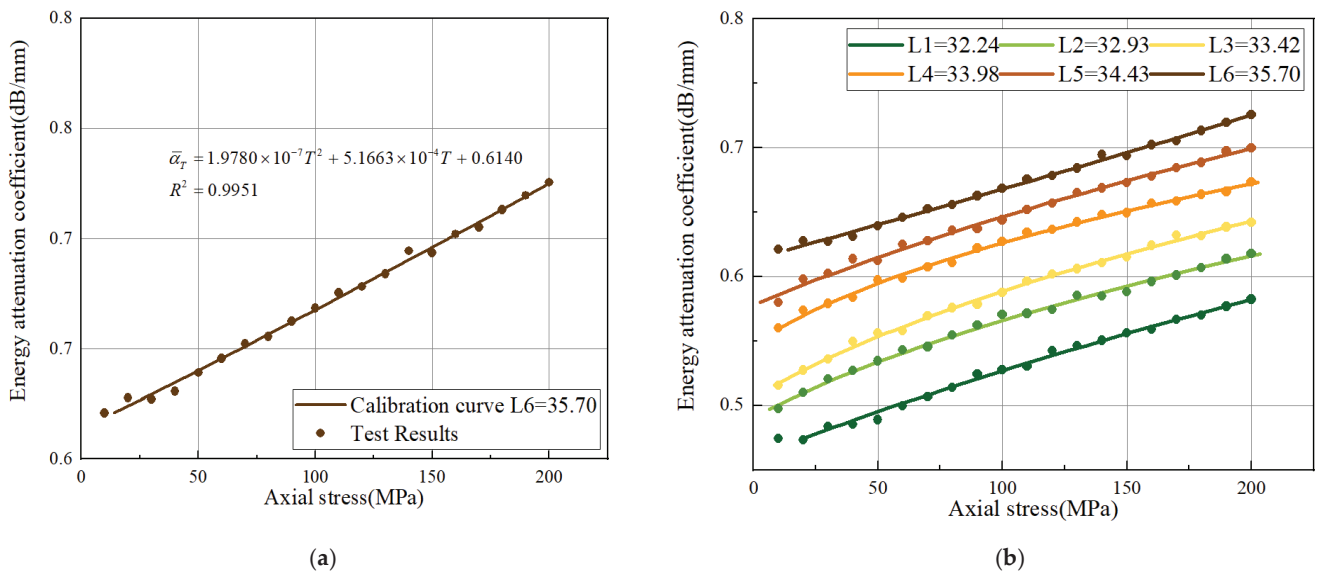 0.8
0.8
0.7
0.7
0.6
Energy attenuation coefficient(dB/mm)
ᾱ_T = 1.9780 × 10⁻⁷T² + 5.1663 × 10⁻⁴T + 0.6140
R² = 0.9951
Calibration curve L6=35.70
Test Results
0 50 100 150 200
Axial stress(MPa)
(a)
0.8
0.7
0.6
0.5
Energy attenuation coefficient(dB/mm)
L1=32.24 L2=32.93 L3=33.42
L4=33.98 L5=34.43 L6=35.70
0 50 100 150 200
Axial stress(MPa)
(b)